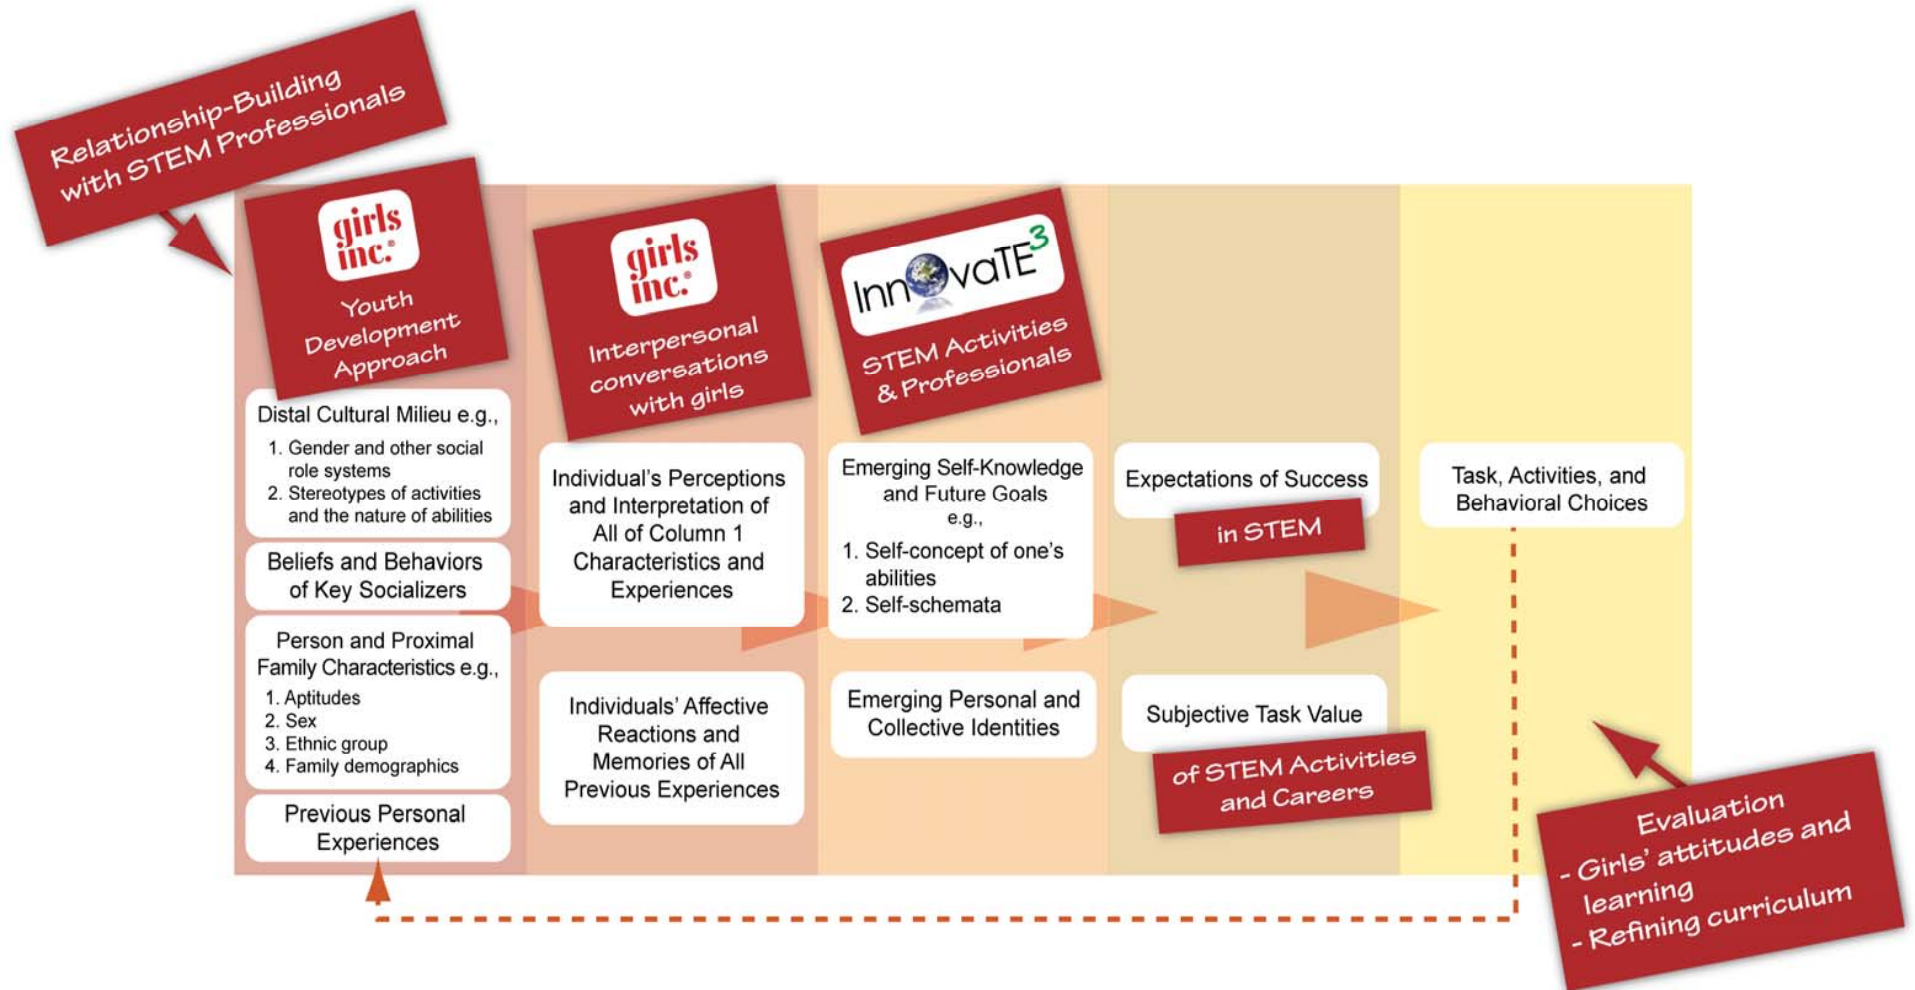 Relationship-Building
with STEM Professionals
girls
inc.®
Youth
Development
Approach
Distal Cultural Milieu e.g.,
1. Gender and other social
role systems
2. Stereotypes of activities
and the nature of abilities
Beliefs and Behaviors
of Key Socializers
Person and Proximal
Family Characteristics e.g.,
1. Aptitudes
2. Sex
3. Ethnic group
4. Family demographics
Previous Personal
Experiences
girls
inc.®
Interpersonal
conversations
with girls
Individual's Perceptions
and Interpretation of
All of Column 1
Characteristics and
Experiences
Individuals' Affective
Reactions and
Memories of All
Previous Experiences
InnovaTE3
STEM Activities
& Professionals
Emerging Self-Knowledge
and Future Goals
e.g.,
1. Self-concept of one's
abilities
2. Self-schemata
Emerging Personal and
Collective Identities
Expectations of Success
in STEM
Subjective Task Value
of STEM Activities
and Careers
Task, Activities, and
Behavioral Choices
Evaluation
- Girls' attitudes and
learning
- Refining curriculum